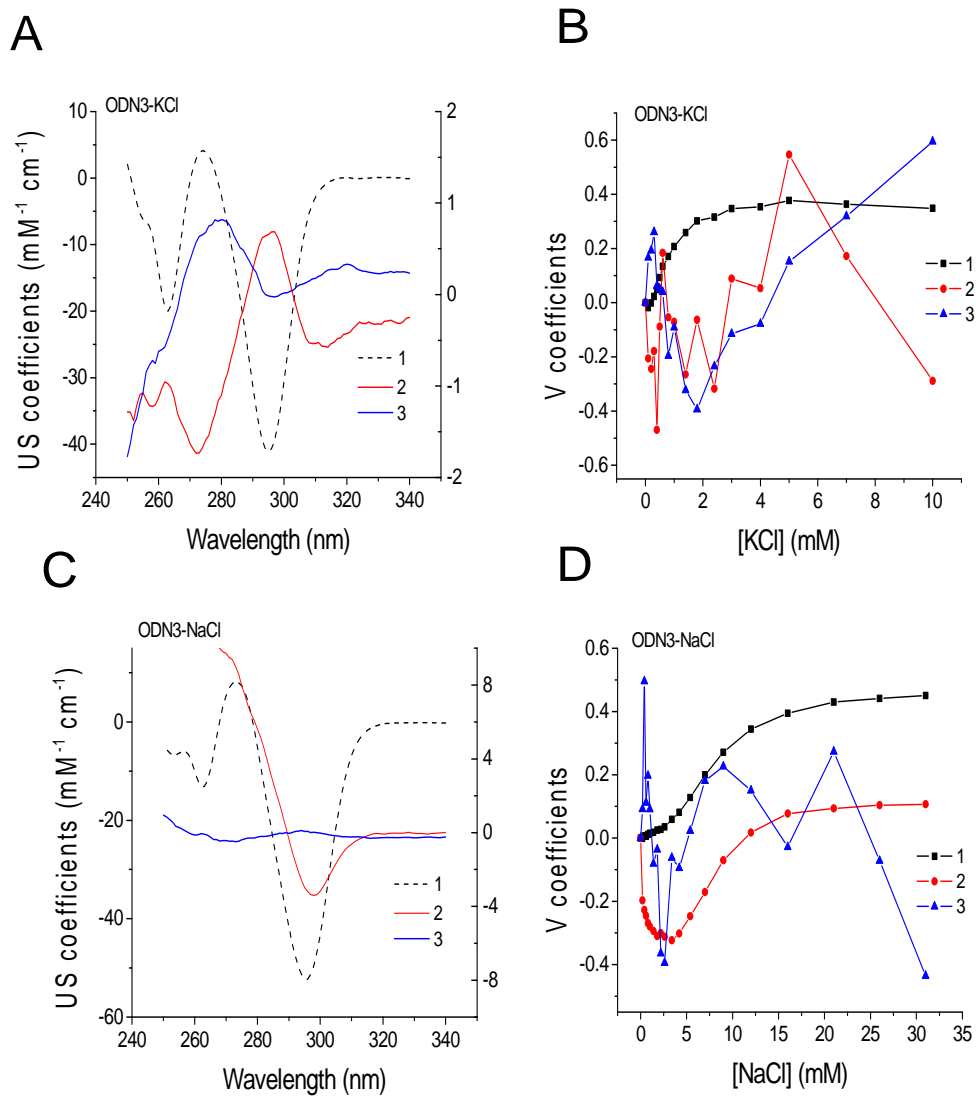 A
ODN3-KCl
US coefficients (mM⁻¹ cm⁻¹)
10
0
-10
-20
-30
-40
2
1
0
-1
-2
1
2
3
240 260 280 300 320 340
Wavelength (nm)
B
ODN3-KCl
V coefficients
0.6
0.4
0.2
0.0
-0.2
-0.4
-0.6
1
2
3
0 2 4 6 8 10
[KCl] (mM)
C
ODN3-NaCl
US coefficients (mM⁻¹ cm⁻¹)
0
-20
-40
-60
8
4
0
-4
-8
1
2
3
240 260 280 300 320 340
Wavelength (nm)
D
ODN3-NaCl
V coefficients
0.6
0.4
0.2
0.0
-0.2
-0.4
1
2
3
0 5 10 15 20 25 30 35
[NaCl] (mM)